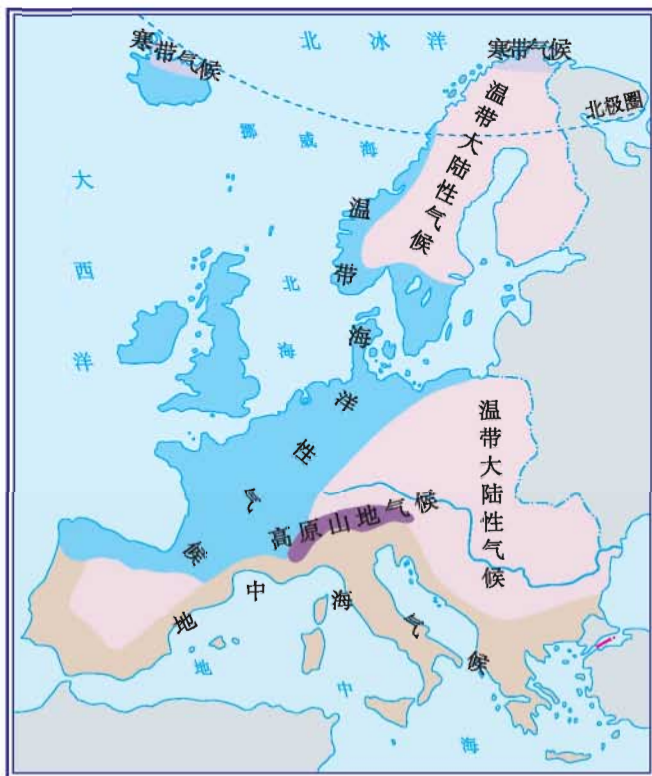 北冰洋
寒带气候
寒带气候
北极圈
温带大陆性气候
挪威海
大西洋
北海
温带海洋性气候
温带大陆性气候
高原山地气候
地中海气候
地中海